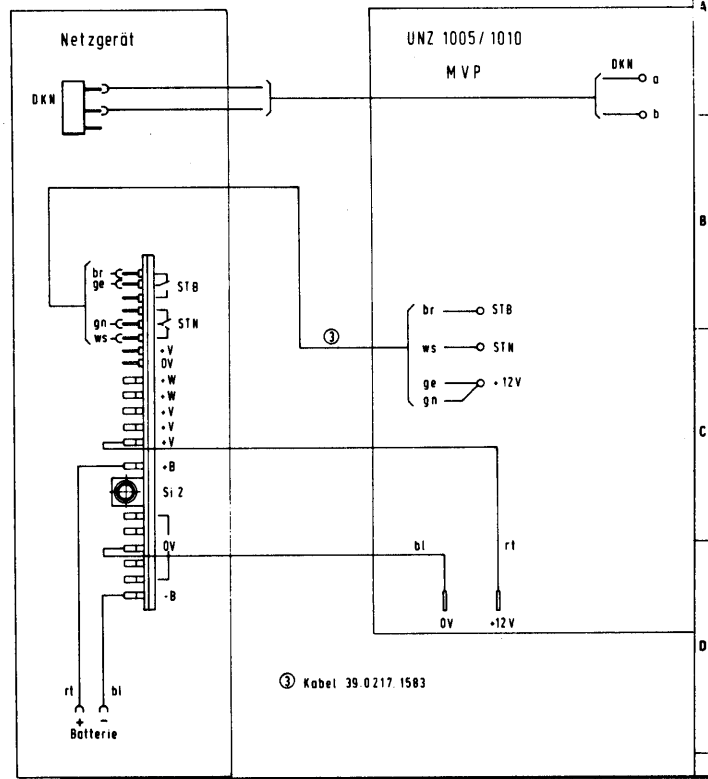 A
Netzgerät
UNZ 1005/1010
MVP
DKN
DKN
a
b
B
br
ge
STB
gn
STN
ws
+V
0V
+W
+W
+V
+V
+V
+B
Si 2
0V
-B
br
STB
ws
STN
ge
+12V
gn
③
C
bl
rt
0V
+12V
D
rt
bl
+
-
Batterie
③ Kabel 39.0217.1583